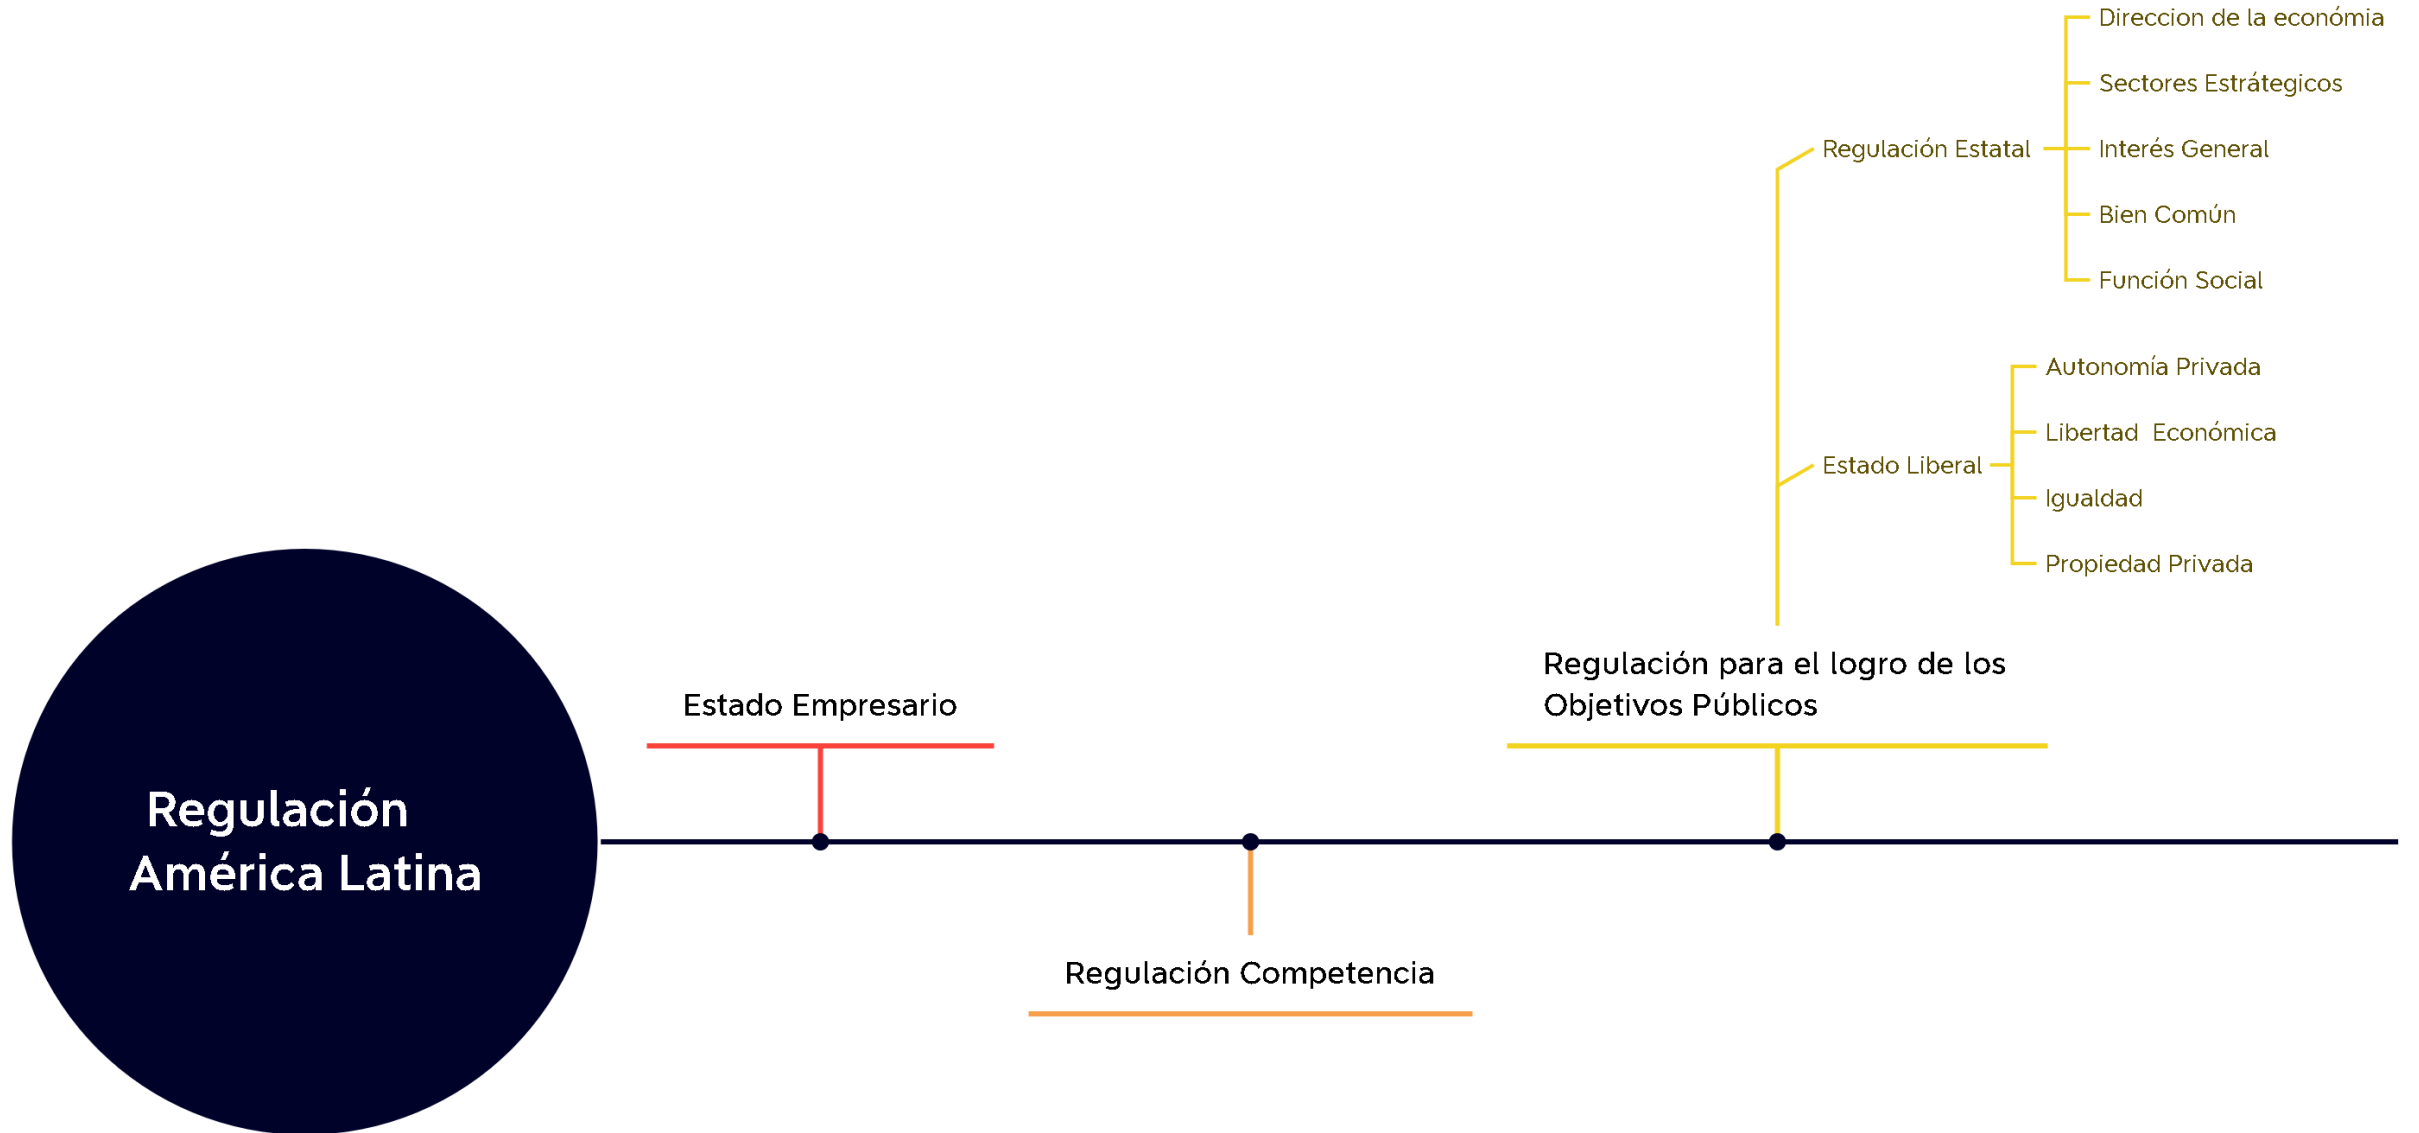 Regulación
América Latina
Estado Empresario
Regulación Competencia
Regulación para el logro de los
Objetivos Públicos
Regulación Estatal
Direccion de la económia
Sectores Estrátegicos
Interés General
Bien Común
Función Social
Estado Liberal
Autonomía Privada
Libertad  Económica
Igualdad
Propiedad Privada